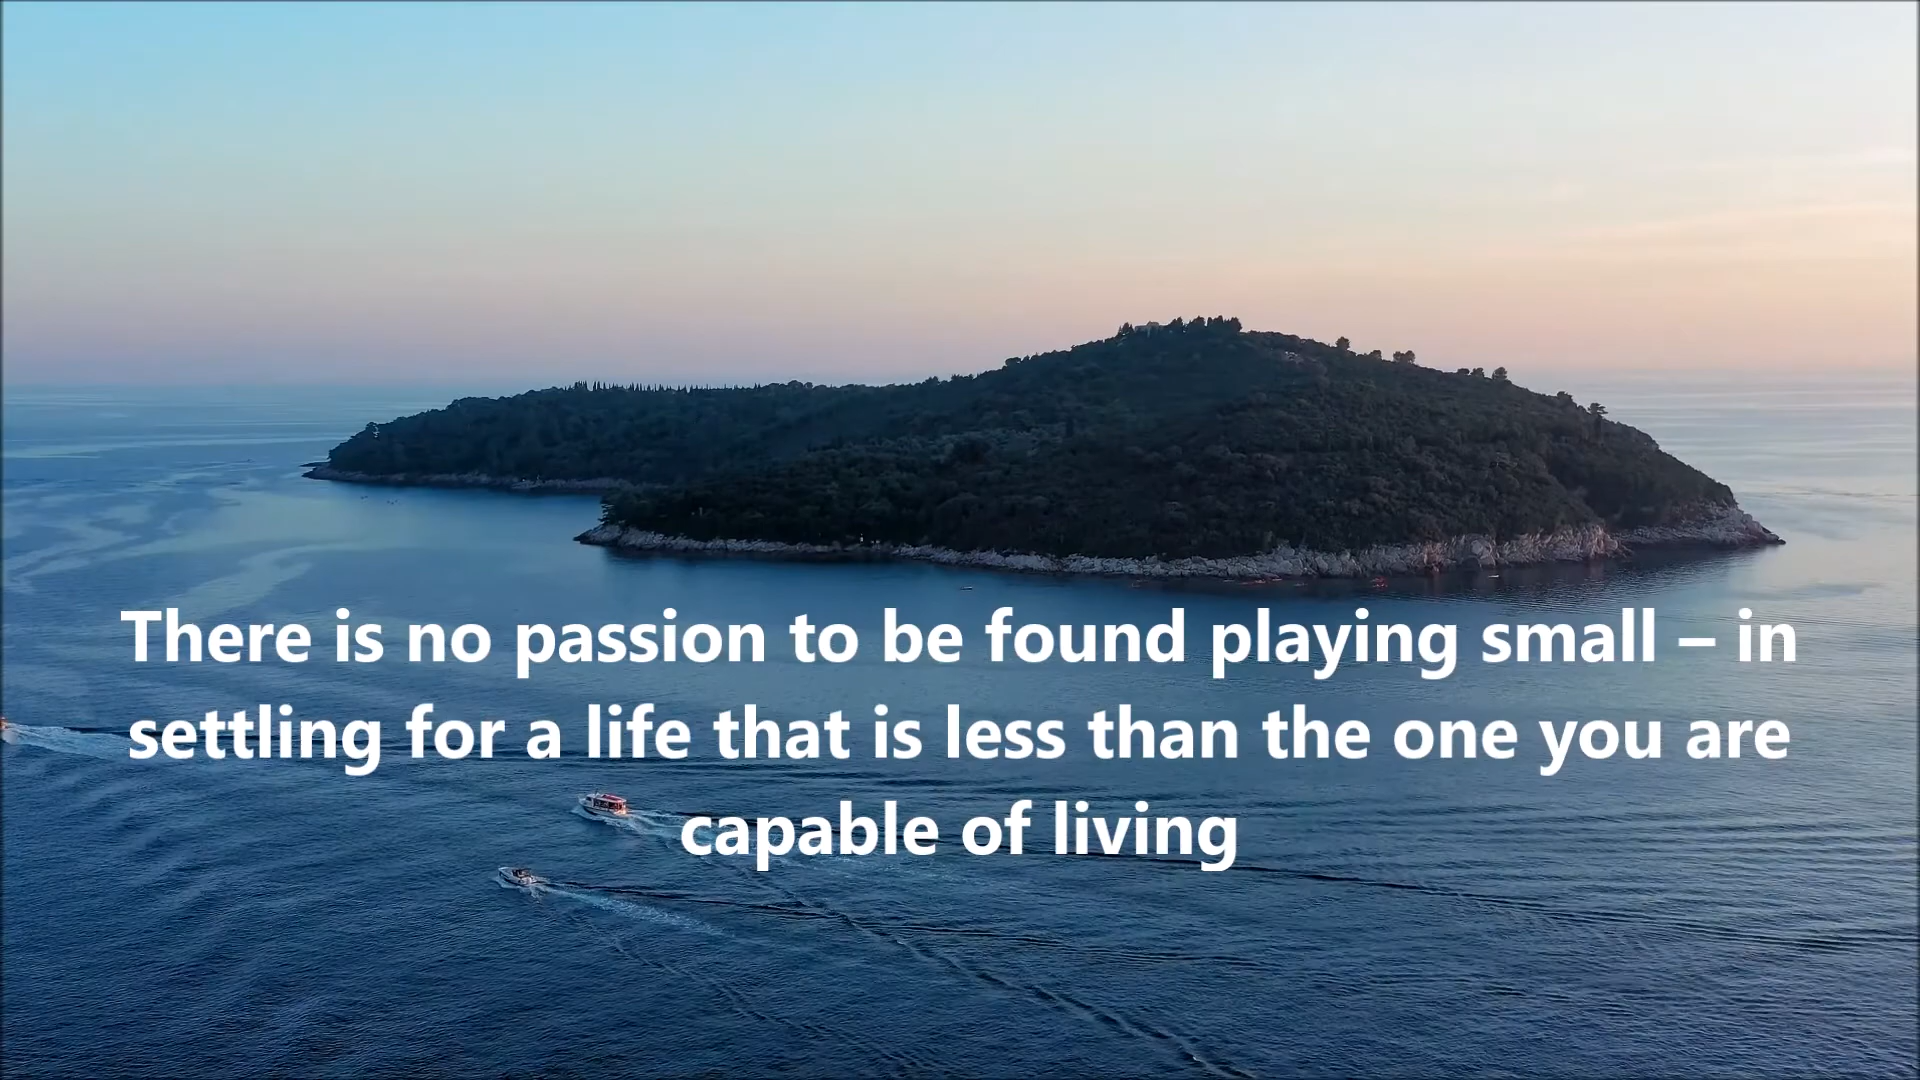 There is no passion to be found playing small – in
settling for a life that is less than the one you are
capable of living